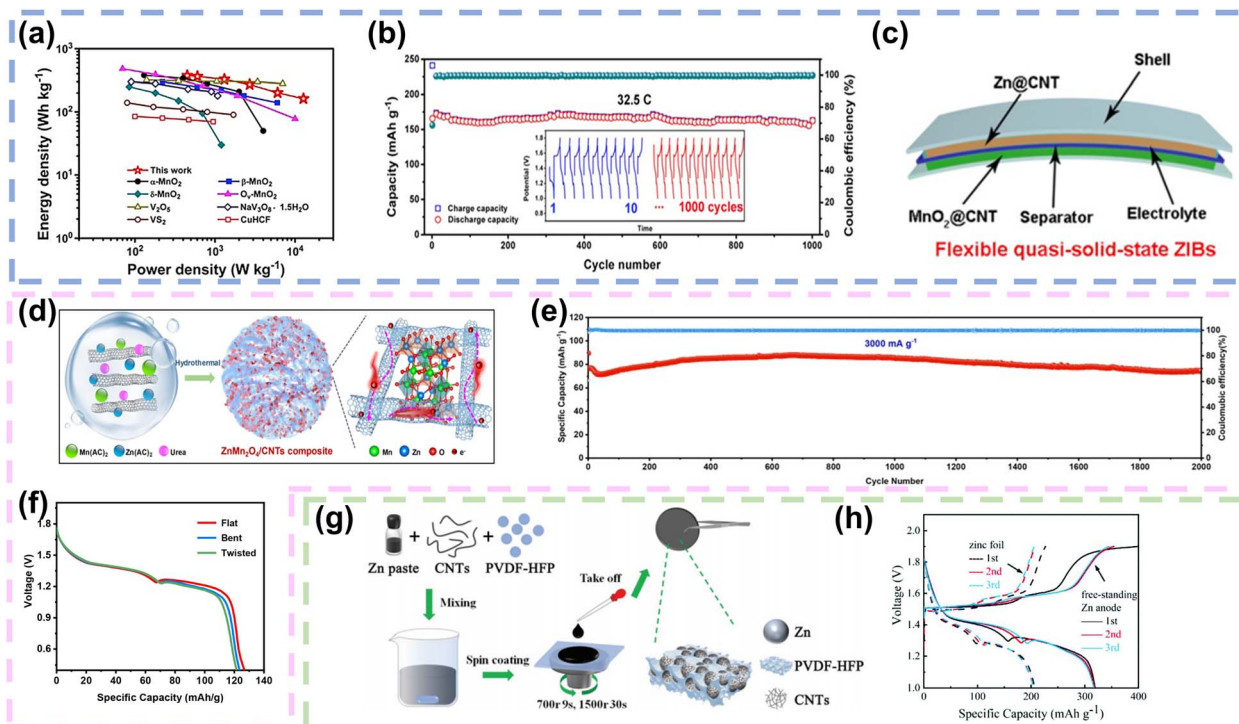 (a)
Energy density (Wh kg⁻¹)
10³
10²
10¹
10⁰
This work
α-MnO₂
β-MnO₂
δ-MnO₂
Oᵥ-MnO₂
V₂O₅
NaV₃O₈ · 1.5H₂O
VS₂
CuHCF
10²
10³
10⁴
Power density (W kg⁻¹)
(b)
Capacity (mAh g⁻¹)
250
200
150
100
50
0
32.5 C
Potential (V)
1.8
1.6
1.4
1.2
1.0
1
10
...
1000 cycles
Time
Charge capacity
Discharge capacity
100
80
60
40
20
0
Coulombic efficiency (%)
0
200
400
600
800
1000
Cycle number
(c)
Zn@CNT
Shell
MnO₂@CNT
Separator
Electrolyte
Flexible quasi-solid-state ZIBs
(d)
Hydrothermal
Mn(AC)₂
Zn(AC)₂
Urea
ZnMn₂O₄/CNTs composite
Mn
Zn
O
e⁻
(e)
Specific Capacity (mAh g⁻¹)
120
100
80
60
40
20
0
3000 mA g⁻¹
100
80
60
40
20
0
Coulombic efficiency(%)
0
200
400
600
800
1000
1200
1400
1600
1800
2000
Cycle Number
(f)
Voltage (V)
1.8
1.5
1.2
0.9
0.6
Flat
Bent
Twisted
0
20
40
60
80
100
120
140
Specific Capacity (mAh/g)
(g)
+
+
Zn paste
CNTs
PVDF-HFP
Mixing
Spin coating
Take off
700r 9s, 1500r 30s
Zn
PVDF-HFP
CNTs
(h)
Voltage (V)
2.0
1.8
1.6
1.4
1.2
1.0
zinc foil
1st
2nd
3rd
free-standing
Zn anode
1st
2nd
3rd
0
100
200
300
400
Specific Capacity (mAh g⁻¹)